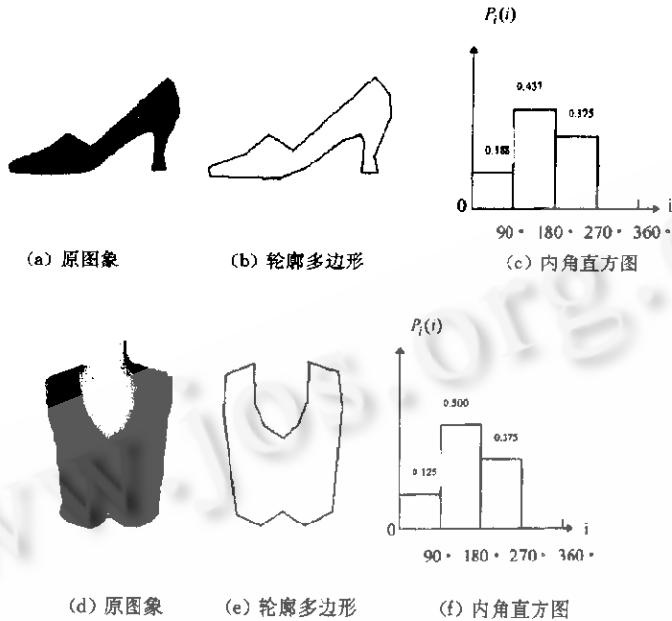 P_i(i)
0.437
0.375
0.188
0
i
90° 180° 270° 360°
(a) 原图象
(b) 轮廓多边形
(c) 内角直方图
P_i(i)
0.500
0.375
0.125
0
i
90° 180° 270° 360°
(d) 原图象
(e) 轮廓多边形
(f) 内角直方图
www.jos.org.c